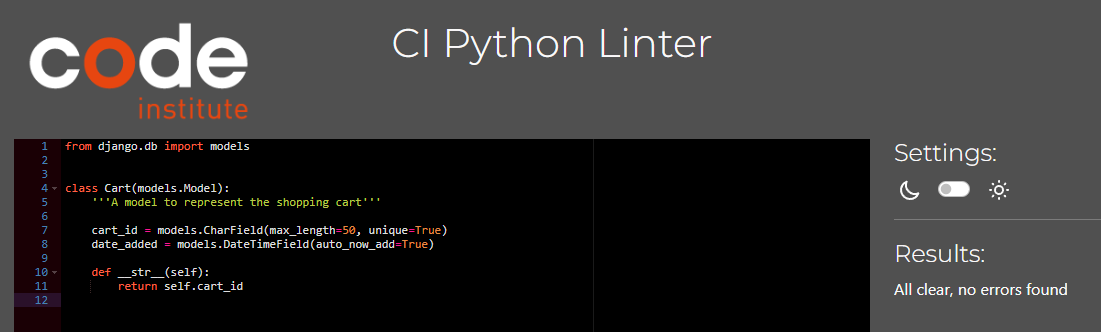 code
institute
CI Python Linter
1 from django.db import models
2
3
4 class Cart(models.Model):
5     '''A model to represent the shopping cart'''
6
7     cart_id = models.CharField(max_length=50, unique=True)
8     date_added = models.DateTimeField(auto_now_add=True)
9
10     def __str__(self):
11         return self.cart_id
12
Settings:
Results:
All clear, no errors found